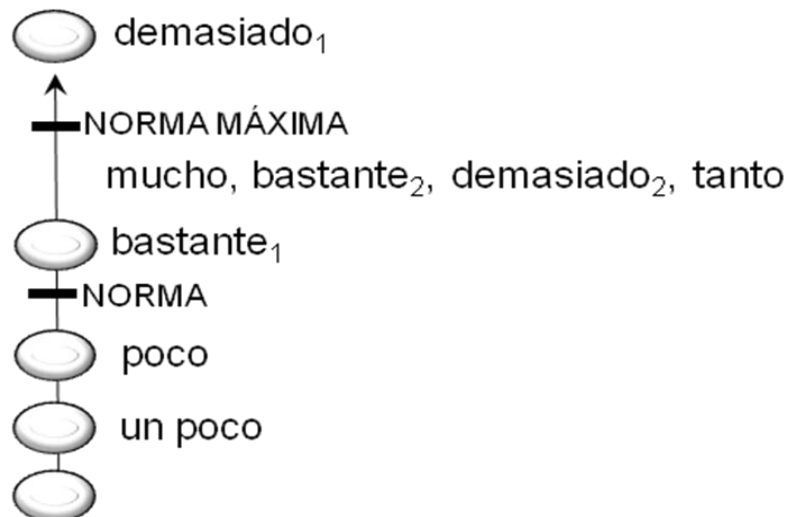 demasiado₁
NORMA MÁXIMA
mucho, bastante₂, demasiado₂, tanto
bastante₁
NORMA
poco
un poco